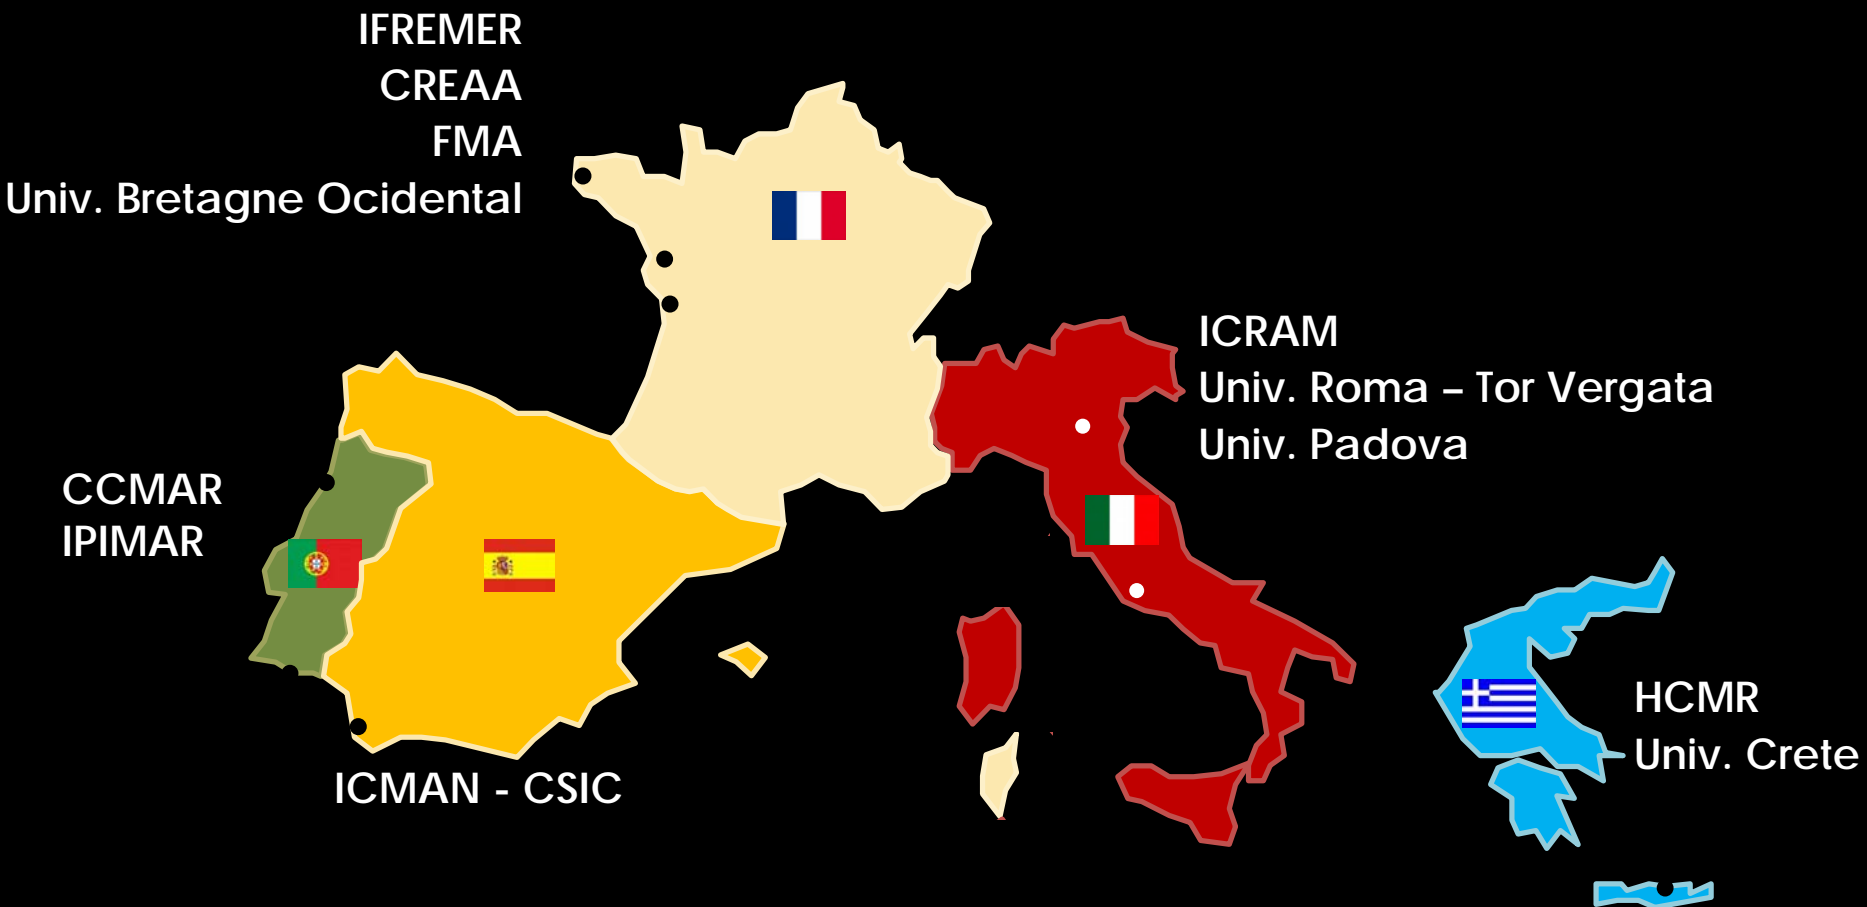 IFREMER
CREAA
FMA
Univ. Bretagne Ocidental
ICRAM
Univ. Roma – Tor Vergata
Univ. Padova
CCMAR
IPIMAR
HCMR
Univ. Crete
ICMAN - CSIC